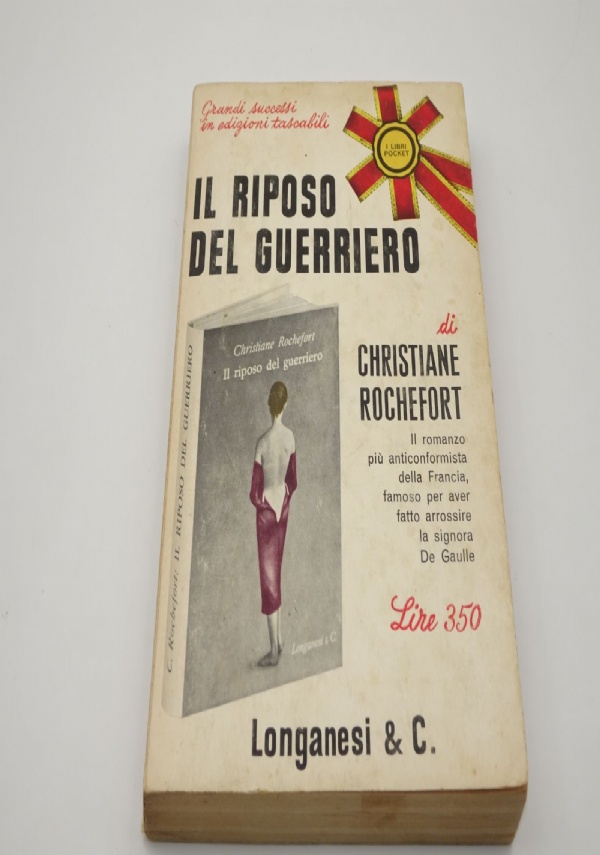 Grandi successi
in edizioni tascabili
I LIBRI
POCKET
IL RIPOSO
DEL GUERRIERO
di
CHRISTIANE
ROCHEFORT
Il romanzo
più anticonformista
della Francia,
famoso per aver
fatto arrossire
la signora
De Gaulle
Lire 350
C. Rochefort: IL RIPOSO DEL GUERRIERO
Christiane Rochefort
Il riposo del guerriero
Longanesi & C.
Longanesi & C.